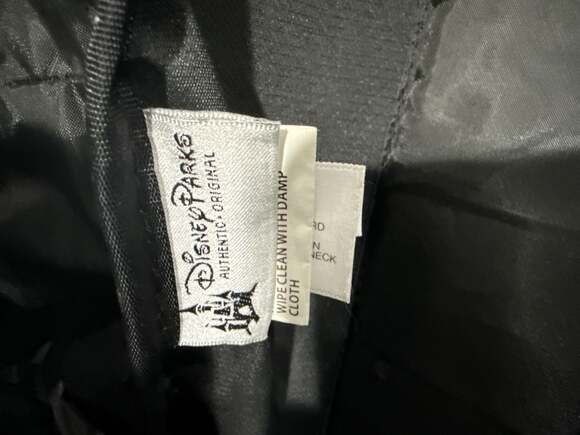 Disney Parks
AUTHENTIC · ORIGINAL
WIPE CLEAN WITH DAMP
CLOTH
RD
N
NECK